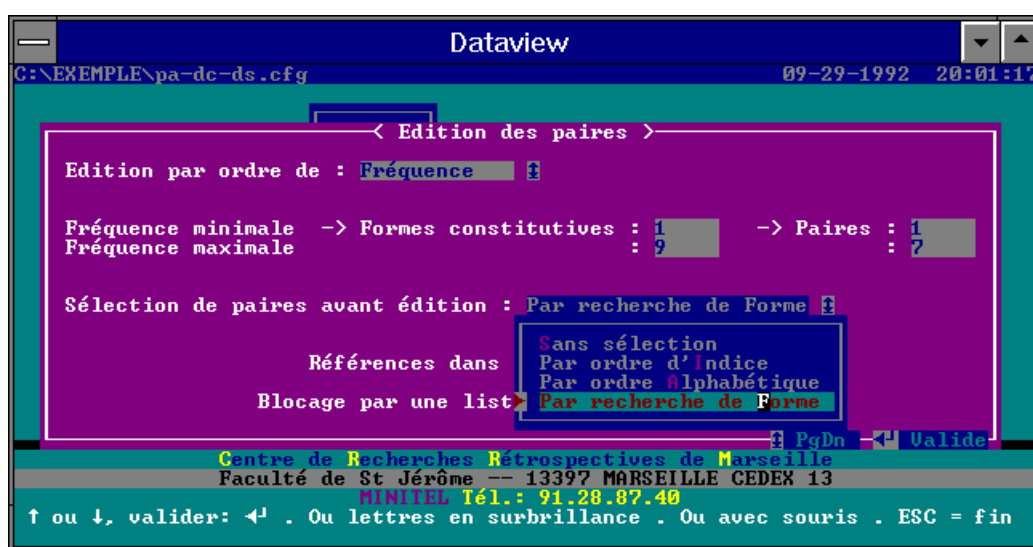 Dataview
C:\EXEMPLE\pa-dc-ds.cfg 09-29-1992 20:01:17
< Edition des paires >
Edition par ordre de : Fréquence ↕
Fréquence minimale -> Formes constitutives : 1 -> Paires : 1
Fréquence maximale : 9 : 7
Sélection de paires avant édition : Par recherche de Forme ↕
Sans sélection
Références dans Par ordre d'Indice
Par ordre Alphabétique
Blocage par une list Par recherche de Forme
↕ PgDn ─◄┘ Valide
Centre de Recherches Rétrospectives de Marseille
Faculté de St Jérôme -- 13397 MARSEILLE CEDEX 13
MINITEL Tél.: 91.28.87.40
↑ ou ↓, valider: ◄┘ . Ou lettres en surbrillance . Ou avec souris . ESC = fin